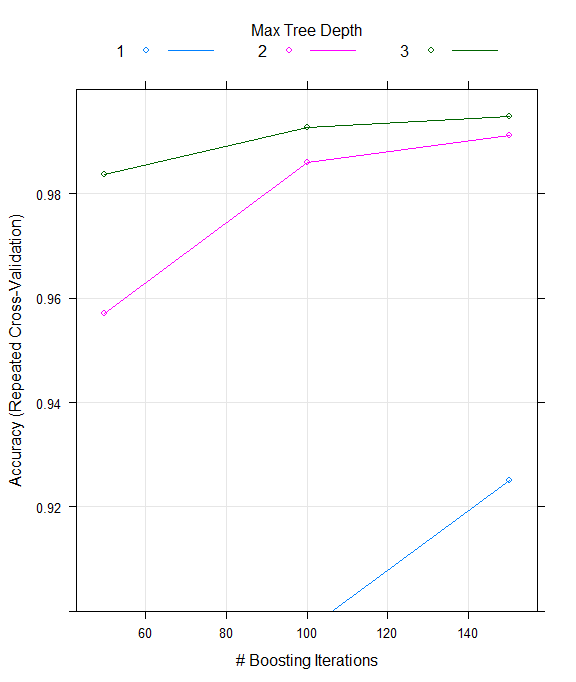 Max Tree Depth
1 2 3
0.98
0.96
0.94
0.92
Accuracy (Repeated Cross-Validation)
60 80 100 120 140
# Boosting Iterations